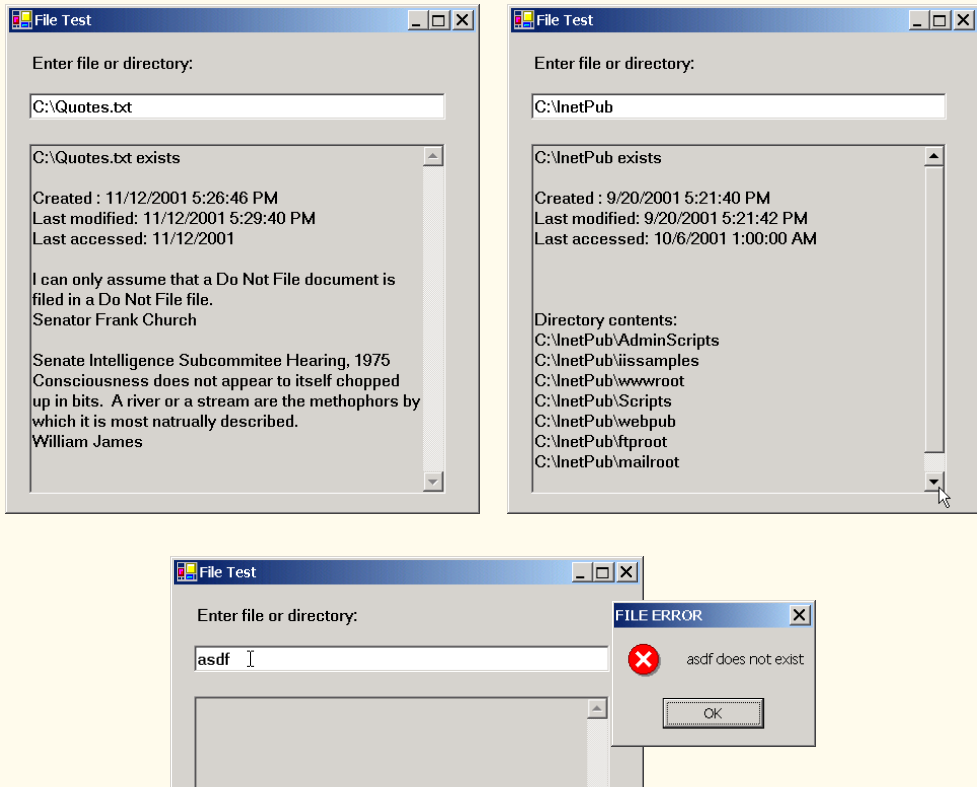 File Test
Enter file or directory:
C:\Quotes.txt
C:\Quotes.txt exists
Created : 11/12/2001 5:26:46 PM
Last modified: 11/12/2001 5:29:40 PM
Last accessed: 11/12/2001
I can only assume that a Do Not File document is
filed in a Do Not File file.
Senator Frank Church
Senate Intelligence Subcommitee Hearing, 1975
Consciousness does not appear to itself chopped
up in bits.  A river or a stream are the methophors by
which it is most natrually described.
William James
File Test
Enter file or directory:
C:\InetPub
C:\InetPub exists
Created : 9/20/2001 5:21:40 PM
Last modified: 9/20/2001 5:21:42 PM
Last accessed: 10/6/2001 1:00:00 AM
Directory contents:
C:\InetPub\AdminScripts
C:\InetPub\iissamples
C:\InetPub\wwwroot
C:\InetPub\Scripts
C:\InetPub\webpub
C:\InetPub\ftproot
C:\InetPub\mailroot
File Test
Enter file or directory:
asdf
FILE ERROR
asdf does not exist
OK